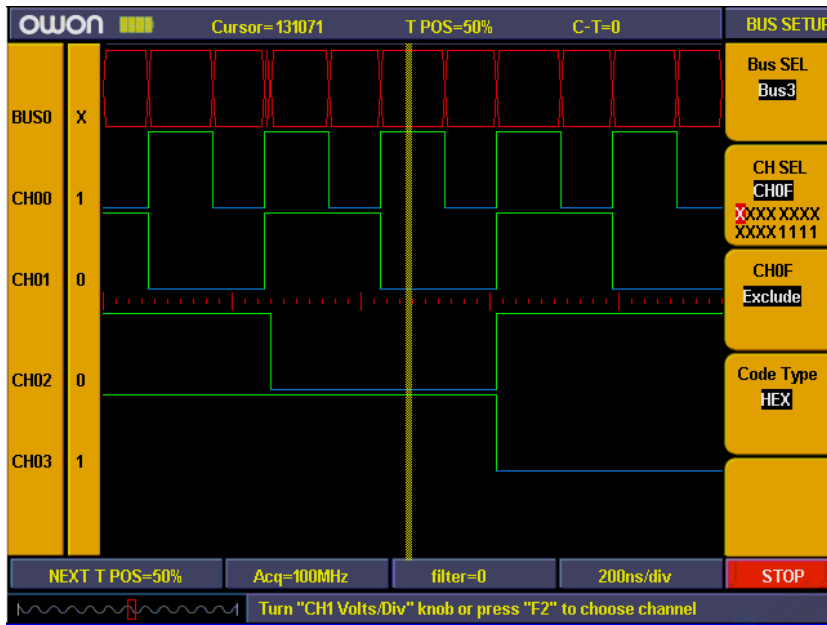 owon Cursor=131071 T POS=50% C-T=0 BUS SETUP
Bus SEL
Bus3
BUS0 X
CH SEL
CH0F
CH00 1
XXXX XXXX
XXXX 1111
CH01 0
CH0F
Exclude
CH02 0
Code Type
HEX
CH03 1
NEXT T POS=50% Acq=100MHz filter=0 200ns/div STOP
Turn "CH1 Volts/Div" knob or press "F2" to choose channel